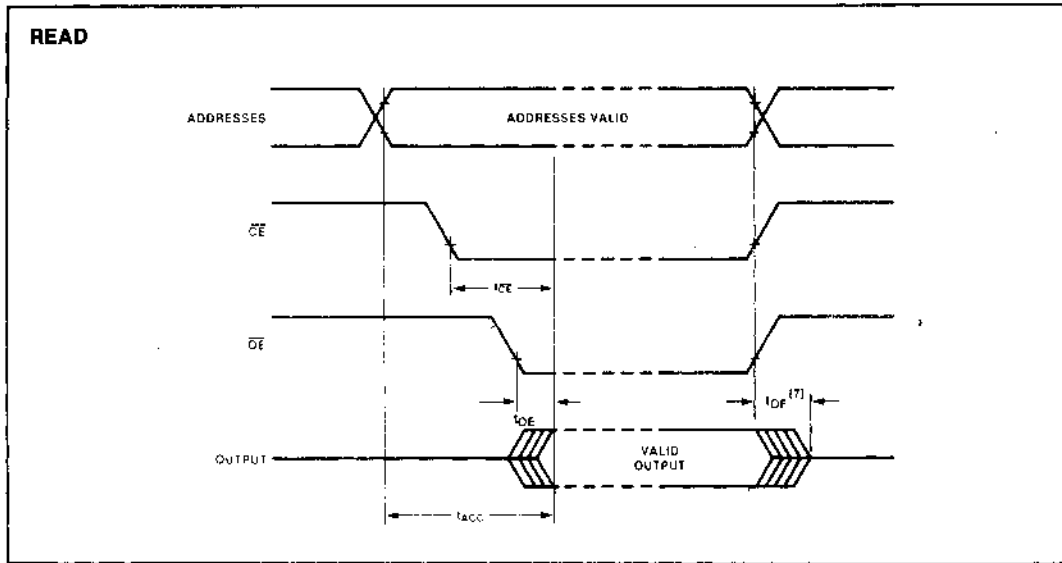 READ
ADDRESSES
ADDRESSES VALID
CE
tCE
OE
tOE
tDF [7]
OUTPUT
VALID
OUTPUT
tACC